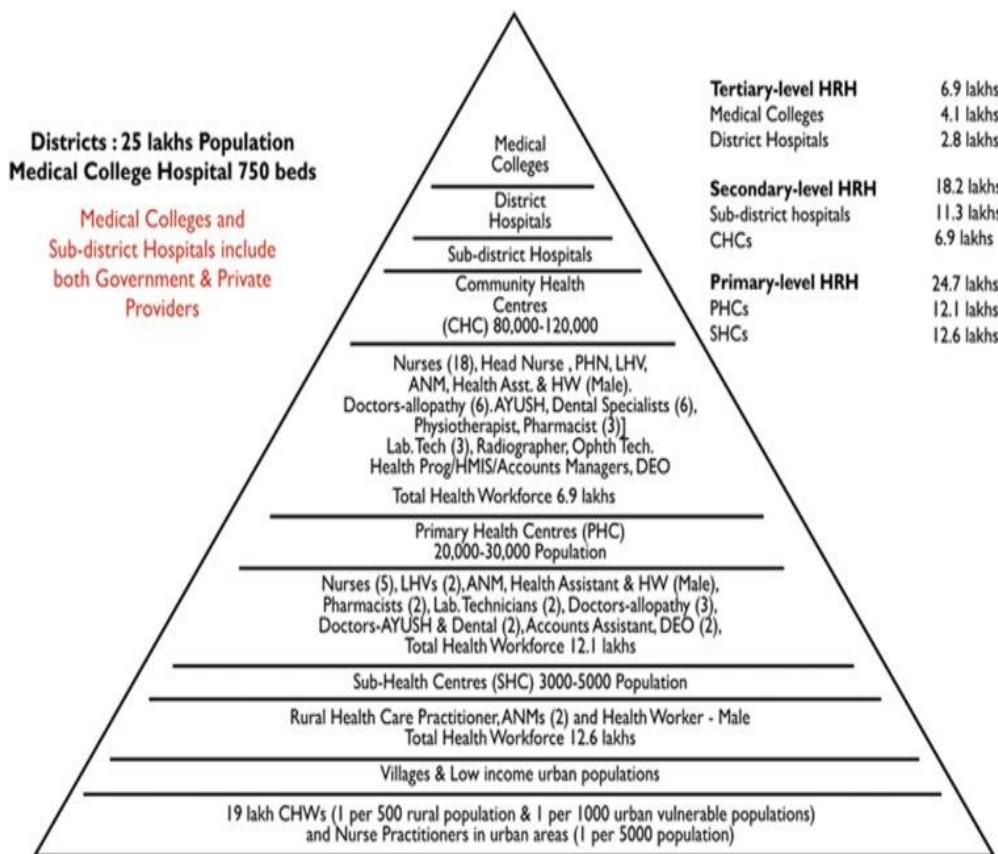 Districts : 25 lakhs Population
Medical College Hospital 750 beds
Medical Colleges and
Sub-district Hospitals include
both Government & Private
Providers
Medical
Colleges
District
Hospitals
Sub-district Hospitals
Community Health
Centres
(CHC) 80,000-120,000
Nurses (18), Head Nurse , PHN, LHV,
ANM, Health Asst. & HW (Male).
Doctors-allopathy (6). AYUSH, Dental Specialists (6),
Physiotherapist, Pharmacist (3)]
Lab. Tech (3), Radiographer, Ophth Tech.
Health Prog/HMIS/Accounts Managers, DEO
Total Health Workforce 6.9 lakhs
Primary Health Centres (PHC)
20,000-30,000 Population
Nurses (5), LHVs (2), ANM, Health Assistant & HW (Male),
Pharmacists (2), Lab. Technicians (2), Doctors-allopathy (3),
Doctors-AYUSH & Dental (2), Accounts Assistant, DEO (2),
Total Health Workforce 12.1 lakhs
Sub-Health Centres (SHC) 3000-5000 Population
Rural Health Care Practitioner, ANMs (2) and Health Worker - Male
Total Health Workforce 12.6 lakhs
Villages & Low income urban populations
19 lakh CHWs (1 per 500 rural population & 1 per 1000 urban vulnerable populations)
and Nurse Practitioners in urban areas (1 per 5000 population)
Tertiary-level HRH 6.9 lakhs
Medical Colleges 4.1 lakhs
District Hospitals 2.8 lakhs
Secondary-level HRH 18.2 lakhs
Sub-district hospitals 11.3 lakhs
CHCs 6.9 lakhs
Primary-level HRH 24.7 lakhs
PHCs 12.1 lakhs
SHCs 12.6 lakhs